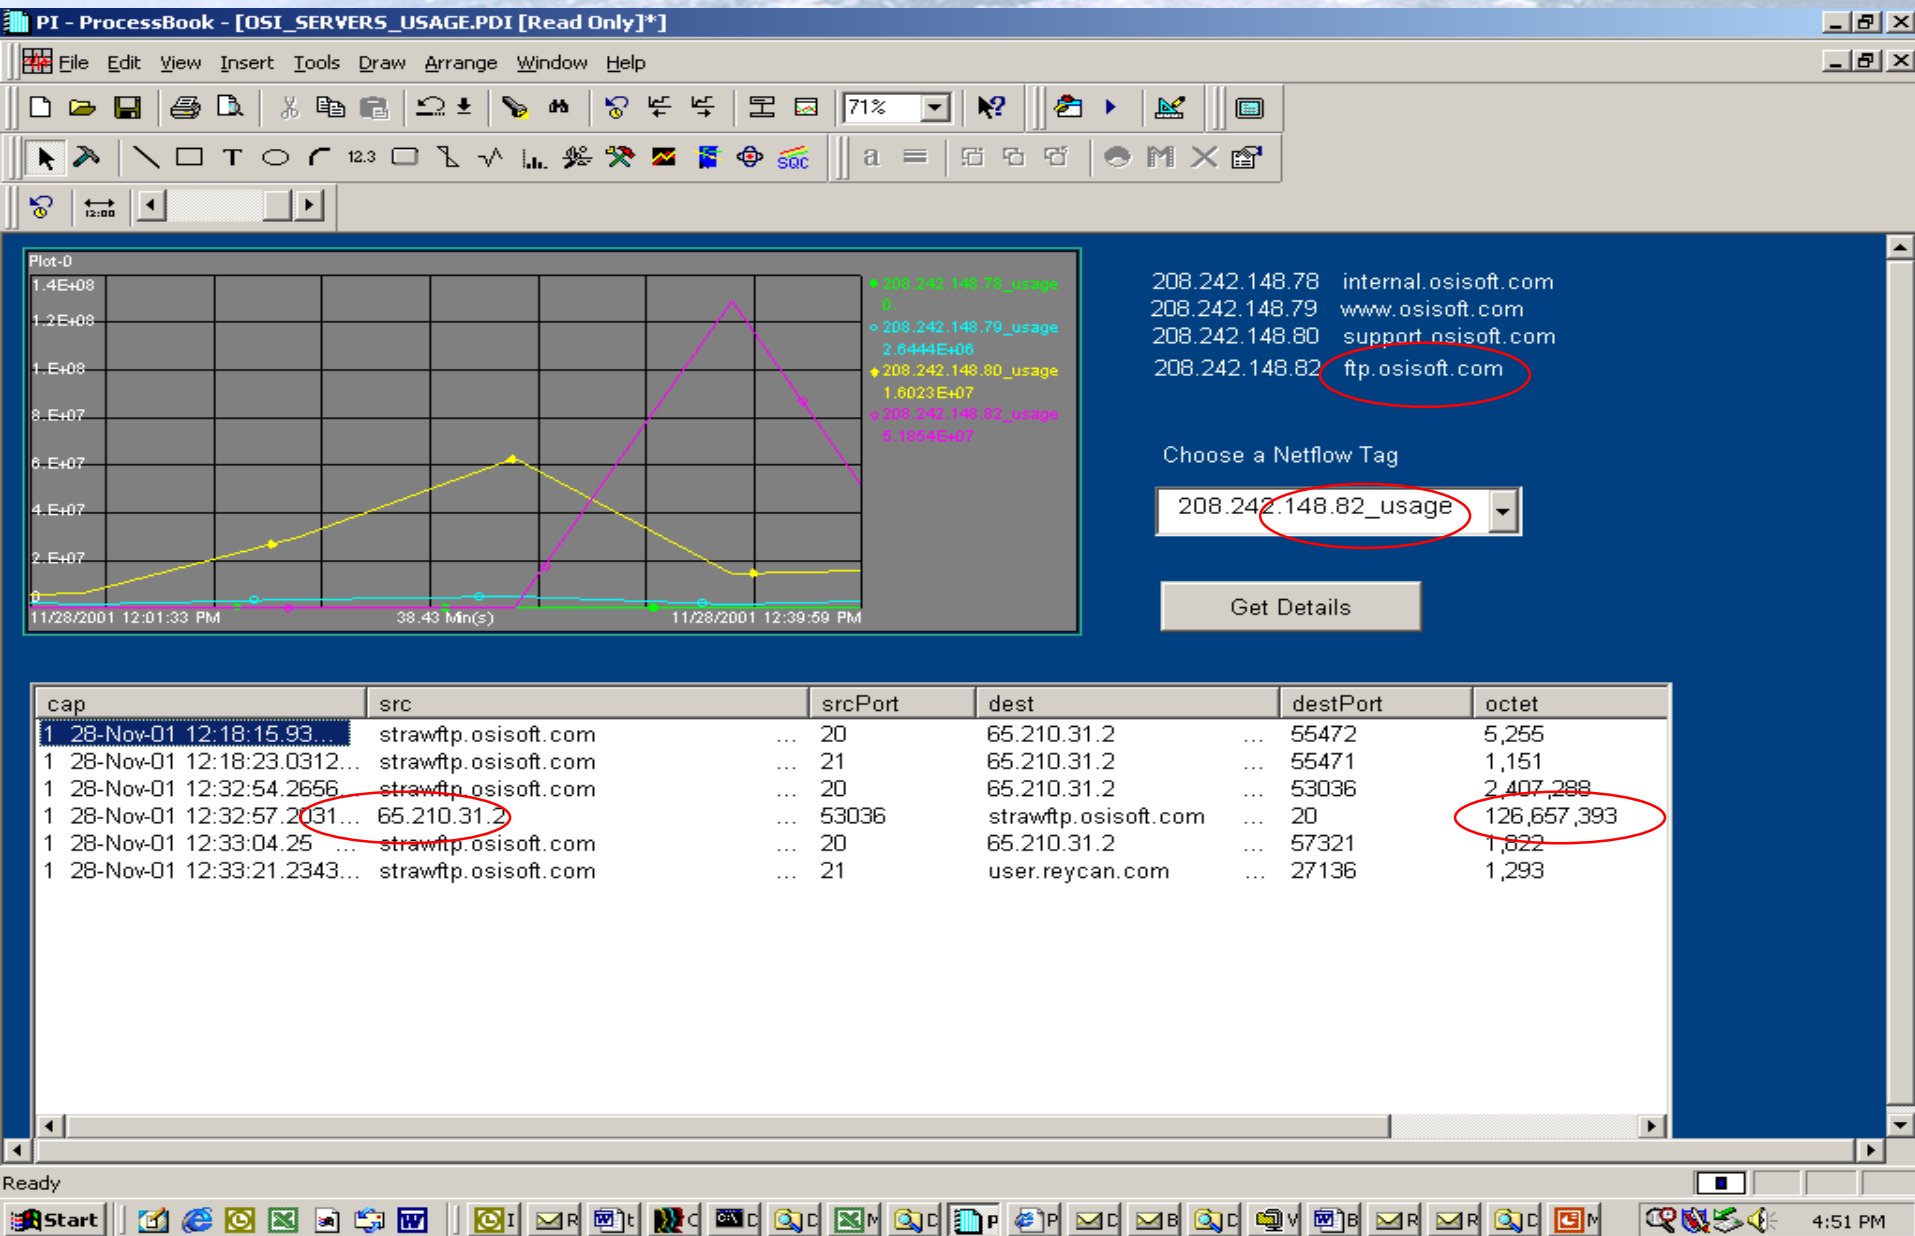 PI - ProcessBook - [OSI_SERVERS_USAGE.PDI [Read Only]*]
File Edit View Insert Tools Draw Arrange Window Help
71%
12.3
SQC
a
12:00
Plot-0
1.4E+08
1.2E+08
1.E+08
8.E+07
6.E+07
4.E+07
2.E+07
0
11/28/2001 12:01:33 PM 38.43 Min(s) 11/28/2001 12:39:59 PM
208.242.148.78_usage
0.
208.242.148.79_usage
2.6444E+06
208.242.148.80_usage
1.6023E+07
208.242.148.82_usage
5.1854E+07
208.242.148.78 internal.osisoft.com
208.242.148.79 www.osisoft.com
208.242.148.80 support.osisoft.com
208.242.148.82 ftp.osisoft.com
Choose a Netflow Tag
208.242.148.82_usage
Get Details
cap src srcPort dest destPort octet
1 28-Nov-01 12:18:15.93... strawftp.osisoft.com ... 20 65.210.31.2 ... 55472 5,255
1 28-Nov-01 12:18:23.0312... strawftp.osisoft.com ... 21 65.210.31.2 ... 55471 1,151
1 28-Nov-01 12:32:54.2656... strawftp.osisoft.com ... 20 65.210.31.2 ... 53036 2,407,288
1 28-Nov-01 12:32:57.2031... 65.210.31.2 ... 53036 strawftp.osisoft.com ... 20 126,657,393
1 28-Nov-01 12:33:04.25 ... strawftp.osisoft.com ... 20 65.210.31.2 ... 57321 1,822
1 28-Nov-01 12:33:21.2343... strawftp.osisoft.com ... 21 user.reycan.com ... 27136 1,293
Ready
Start I R t C D M D P P D B D V B R R D M 4:51 PM